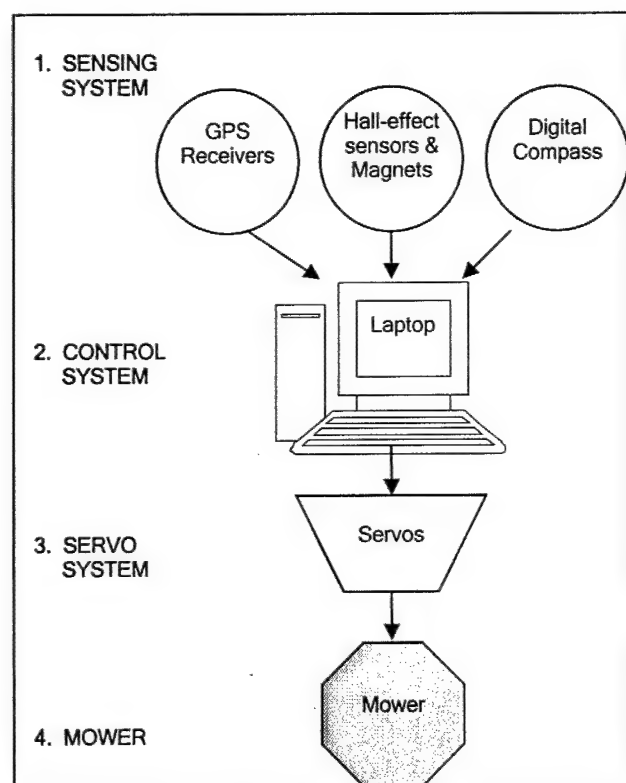 1. SENSING
SYSTEM
GPS
Receivers
Hall-effect
sensors &
Magnets
Digital
Compass
Laptop
2. CONTROL
SYSTEM
Servos
3. SERVO
SYSTEM
Mower
4. MOWER